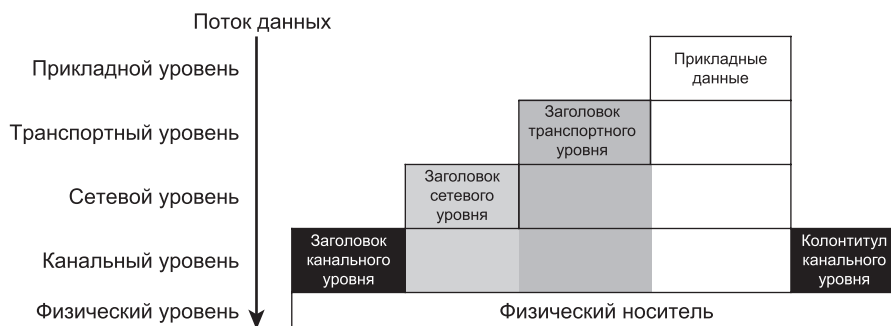 Поток данных
Прикладной уровень
Прикладные
данные
Транспортный уровень
Заголовок
транспортного
уровня
Сетевой уровень
Заголовок
сетевого
уровня
Канальный уровень
Заголовок
канального
уровня
Колонтитул
канального
уровня
Физический уровень
Физический носитель